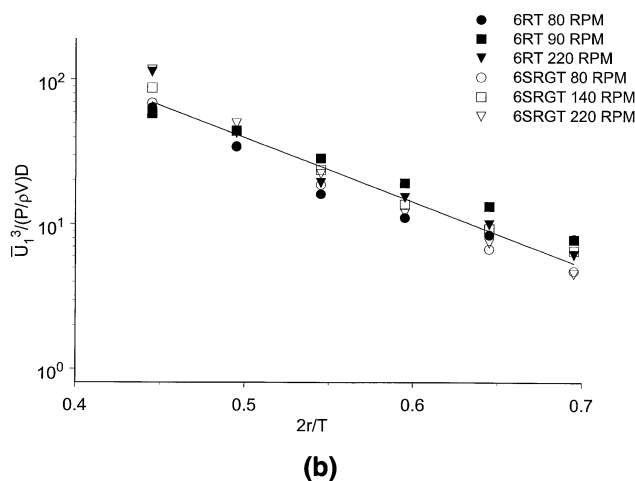 6RT 80 RPM
6RT 90 RPM
6RT 220 RPM
6SRGT 80 RPM
6SRGT 140 RPM
6SRGT 220 RPM
10²
10¹
10⁰
Ū₁³/(P/ρV)D
0.4 0.5 0.6 0.7
2r/T
(b)